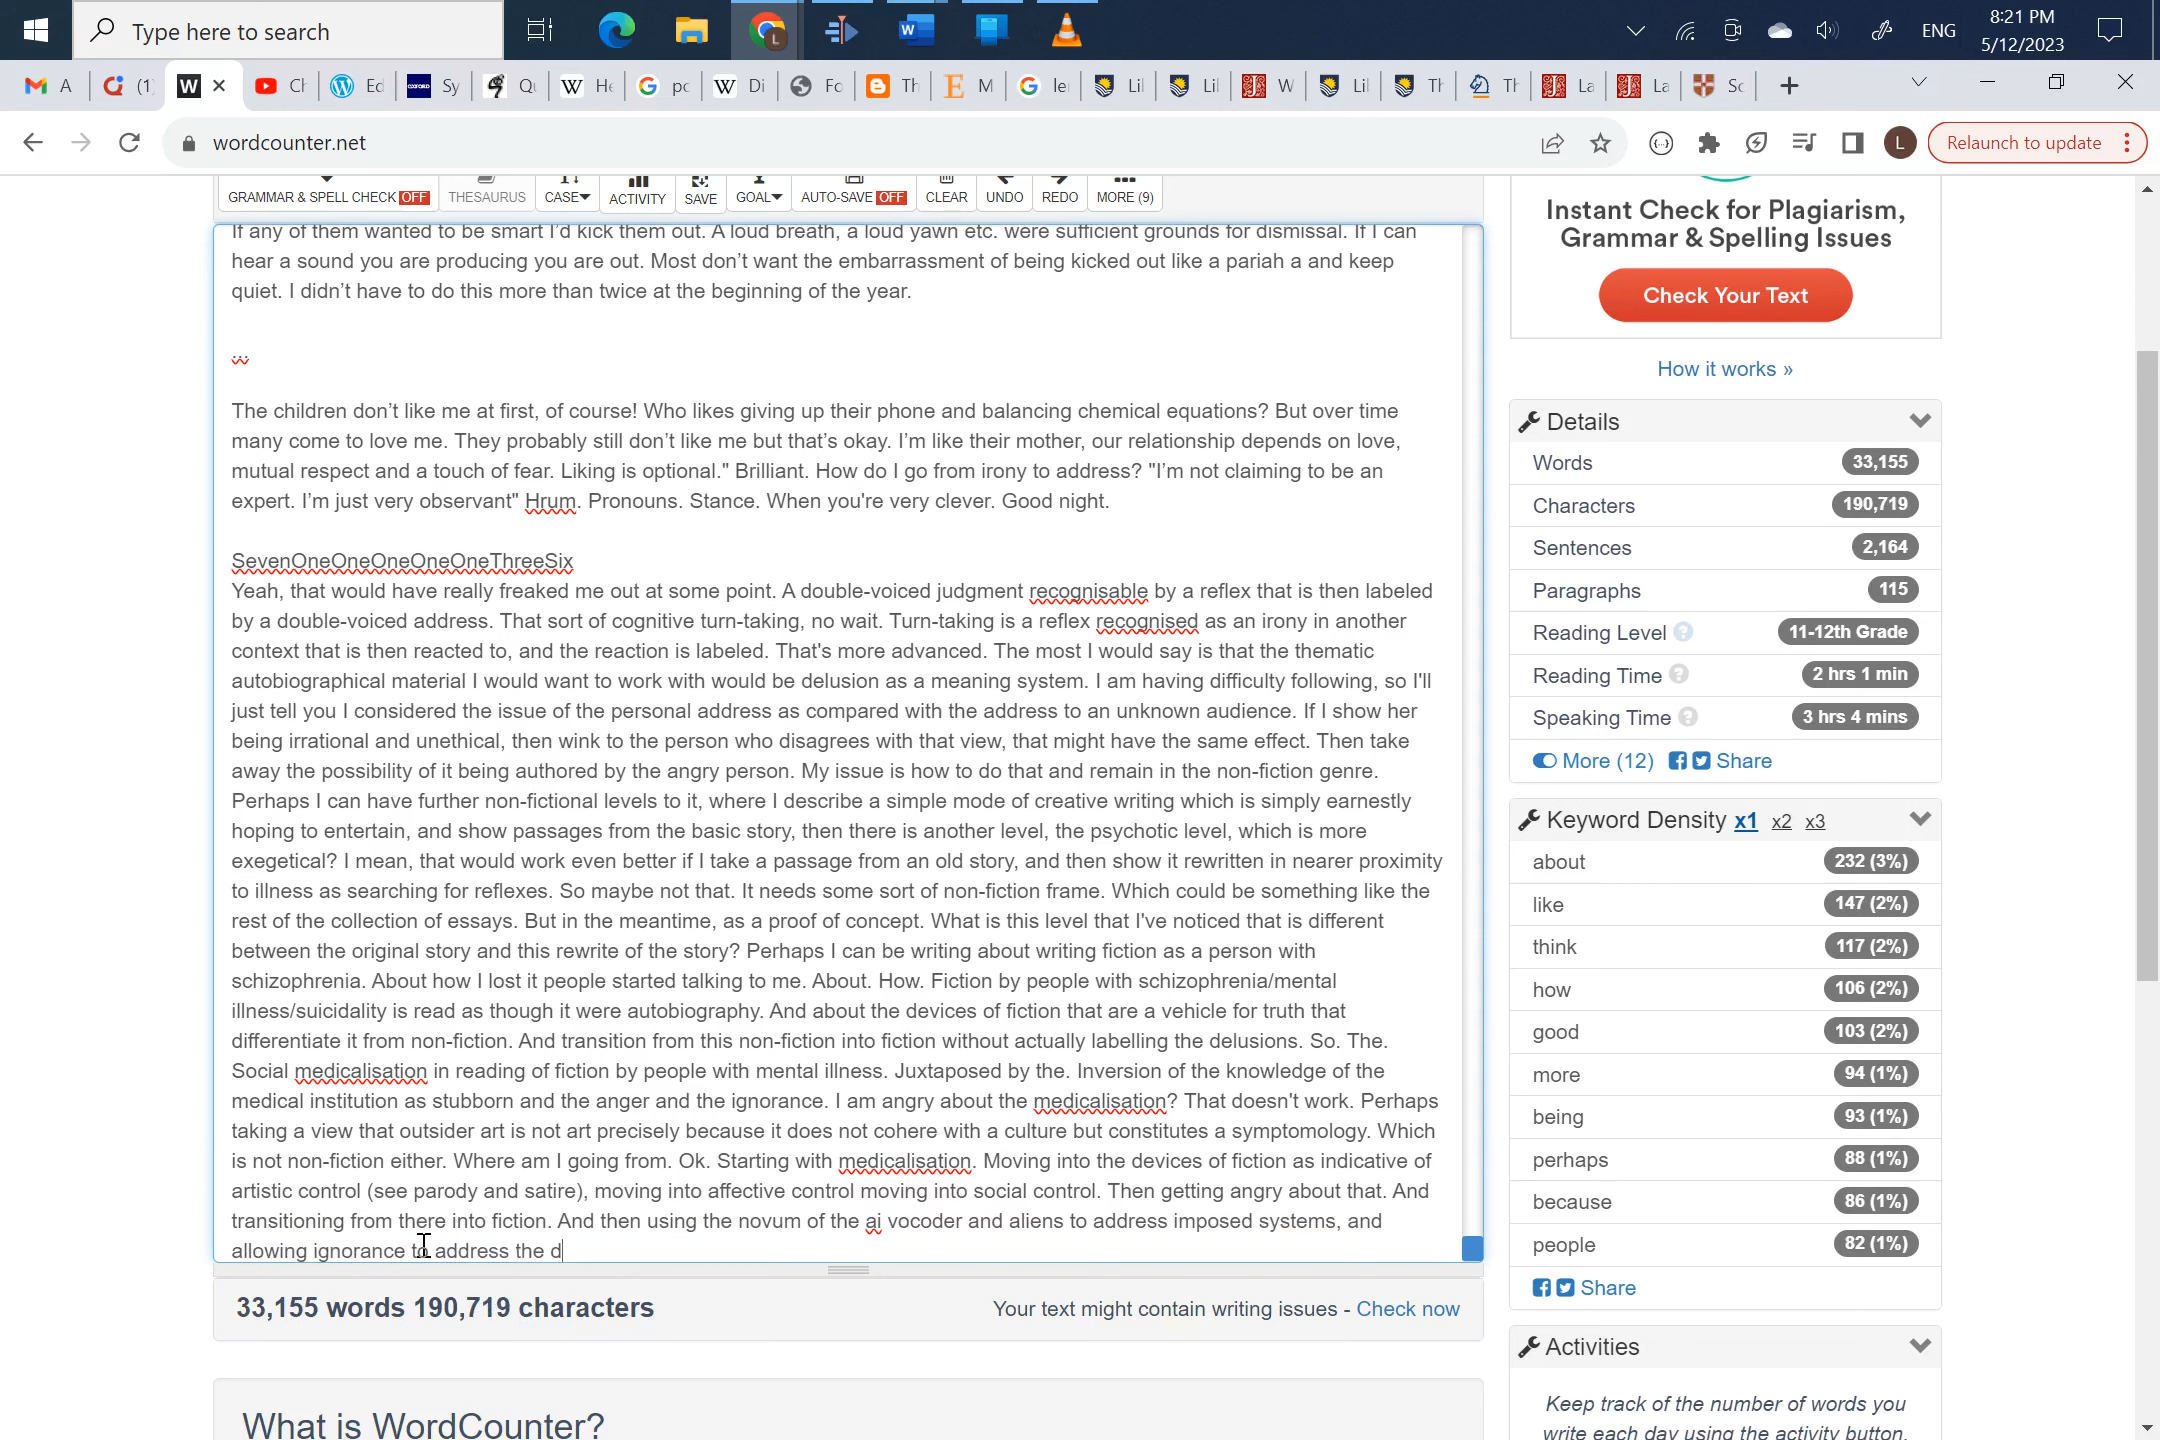 Type here to search
ENG
8:21 PM
5/12/2023
A
(1)
Ch
Ed
Sy
Qu
He
pc
Di
Fo
Th
M
le
Lil
Lil
W
Lil
Th
Th
La
La
Sc
wordcounter.net
Relaunch to update
GRAMMAR & SPELL CHECK OFF
THESAURUS
CASE
ACTIVITY
SAVE
GOAL
AUTO-SAVE OFF
CLEAR
UNDO
REDO
MORE (9)
If any of them wanted to be smart I'd kick them out. A loud breath, a loud yawn etc. were sufficient grounds for dismissal. If I can
hear a sound you are producing you are out. Most don't want the embarrassment of being kicked out like a pariah a and keep
quiet. I didn't have to do this more than twice at the beginning of the year.
...
The children don't like me at first, of course! Who likes giving up their phone and balancing chemical equations? But over time
many come to love me. They probably still don't like me but that's okay. I'm like their mother, our relationship depends on love,
mutual respect and a touch of fear. Liking is optional." Brilliant. How do I go from irony to address? "I'm not claiming to be an
expert. I'm just very observant" Hrum. Pronouns. Stance. When you're very clever. Good night.
SevenOneOneOneOneOneThreeSix
Yeah, that would have really freaked me out at some point. A double-voiced judgment recognisable by a reflex that is then labeled
by a double-voiced address. That sort of cognitive turn-taking, no wait. Turn-taking is a reflex recognised as an irony in another
context that is then reacted to, and the reaction is labeled. That's more advanced. The most I would say is that the thematic
autobiographical material I would want to work with would be delusion as a meaning system. I am having difficulty following, so I'll
just tell you I considered the issue of the personal address as compared with the address to an unknown audience. If I show her
being irrational and unethical, then wink to the person who disagrees with that view, that might have the same effect. Then take
away the possibility of it being authored by the angry person. My issue is how to do that and remain in the non-fiction genre.
Perhaps I can have further non-fictional levels to it, where I describe a simple mode of creative writing which is simply earnestly
hoping to entertain, and show passages from the basic story, then there is another level, the psychotic level, which is more
exegetical? I mean, that would work even better if I take a passage from an old story, and then show it rewritten in nearer proximity
to illness as searching for reflexes. So maybe not that. It needs some sort of non-fiction frame. Which could be something like the
rest of the collection of essays. But in the meantime, as a proof of concept. What is this level that I've noticed that is different
between the original story and this rewrite of the story? Perhaps I can be writing about writing fiction as a person with
schizophrenia. About how I lost it people started talking to me. About. How. Fiction by people with schizophrenia/mental
illness/suicidality is read as though it were autobiography. And about the devices of fiction that are a vehicle for truth that
differentiate it from non-fiction. And transition from this non-fiction into fiction without actually labelling the delusions. So. The.
Social medicalisation in reading of fiction by people with mental illness. Juxtaposed by the. Inversion of the knowledge of the
medical institution as stubborn and the anger and the ignorance. I am angry about the medicalisation? That doesn't work. Perhaps
taking a view that outsider art is not art precisely because it does not cohere with a culture but constitutes a symptomology. Which
is not non-fiction either. Where am I going from. Ok. Starting with medicalisation. Moving into the devices of fiction as indicative of
artistic control (see parody and satire), moving into affective control moving into social control. Then getting angry about that. And
transitioning from there into fiction. And then using the novum of the ai vocoder and aliens to address imposed systems, and
allowing ignorance to address the d
33,155 words 190,719 characters
Your text might contain writing issues - Check now
What is WordCounter?
Instant Check for Plagiarism,
Grammar & Spelling Issues
Check Your Text
How it works »
Details
Words 33,155
Characters 190,719
Sentences 2,164
Paragraphs 115
Reading Level ? 11-12th Grade
Reading Time ? 2 hrs 1 min
Speaking Time ? 3 hrs 4 mins
More (12) Share
Keyword Density x1 x2 x3
about 232 (3%)
like 147 (2%)
think 117 (2%)
how 106 (2%)
good 103 (2%)
more 94 (1%)
being 93 (1%)
perhaps 88 (1%)
because 86 (1%)
people 82 (1%)
Share
Activities
Keep track of the number of words you
write each day using the activity button.